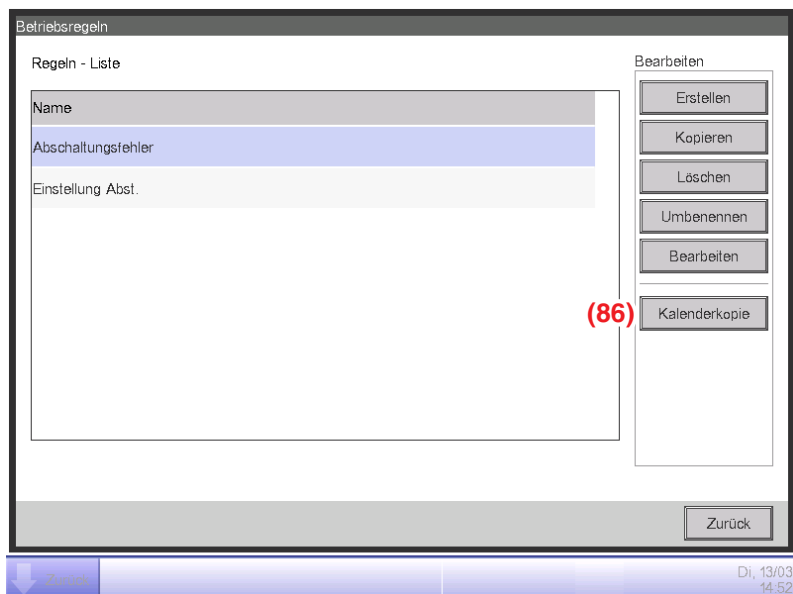 Betriebsregeln
Regeln - Liste
Bearbeiten
Name
Abschaltungsfehler
Einstellung Abst.
Erstellen
Kopieren
Löschen
Umbenennen
Bearbeiten
(86)
Kalenderkopie
Zurück
Di, 13/03
14:52